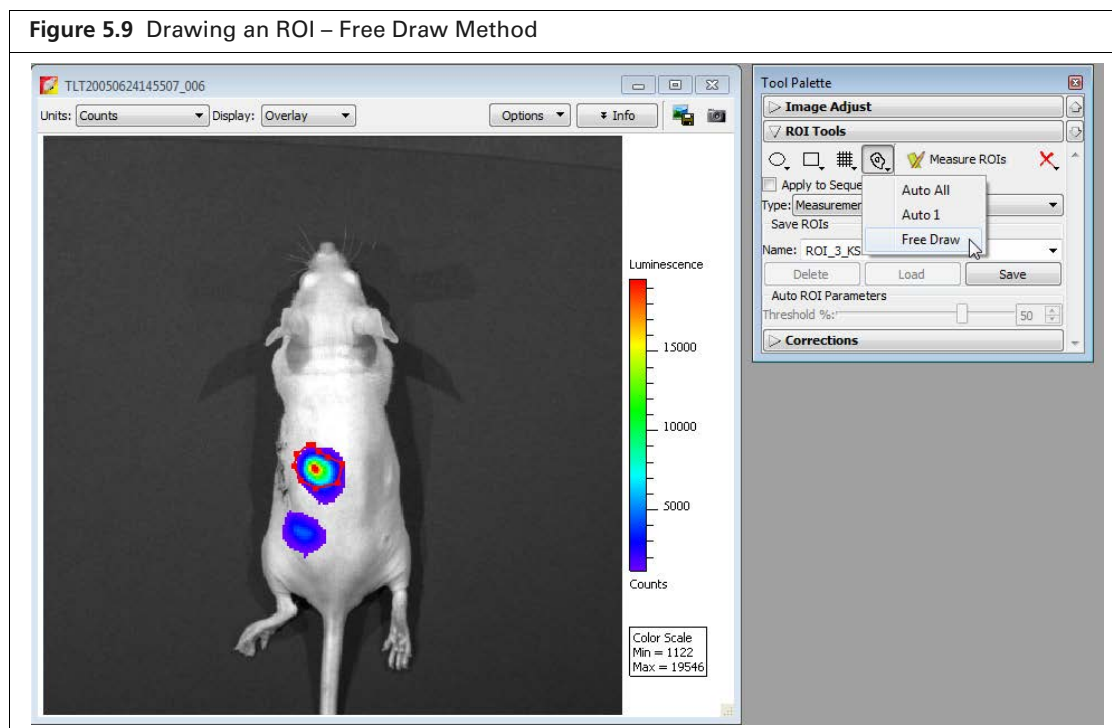 Figure 5.9 Drawing an ROI – Free Draw Method
TLT20050624145507_006
Units: Counts Display: Overlay Options Info
Luminescence
15000
10000
5000
Counts
Color Scale
Min = 1122
Max = 19546
Tool Palette
Image Adjust
ROI Tools
Measure ROIs
Apply to Seque
Auto All
Type: Measuremen
Auto 1
Save ROIs
Free Draw
Name: ROI_3_KS
Delete Load Save
Auto ROI Parameters
Threshold %: 50
Corrections